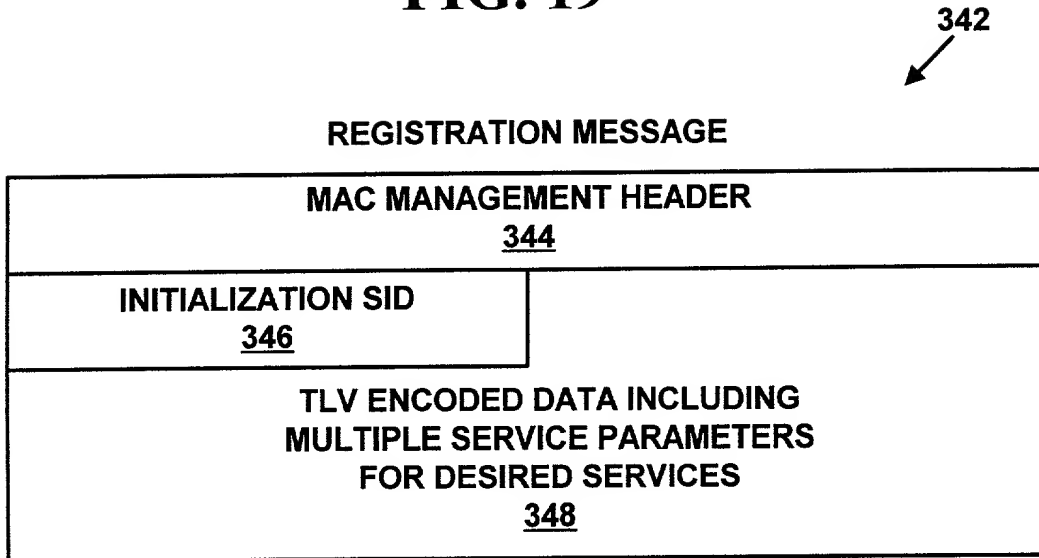 342
REGISTRATION MESSAGE
MAC MANAGEMENT HEADER
344
INITIALIZATION SID
346
TLV ENCODED DATA INCLUDING
MULTIPLE SERVICE PARAMETERS
FOR DESIRED SERVICES
348